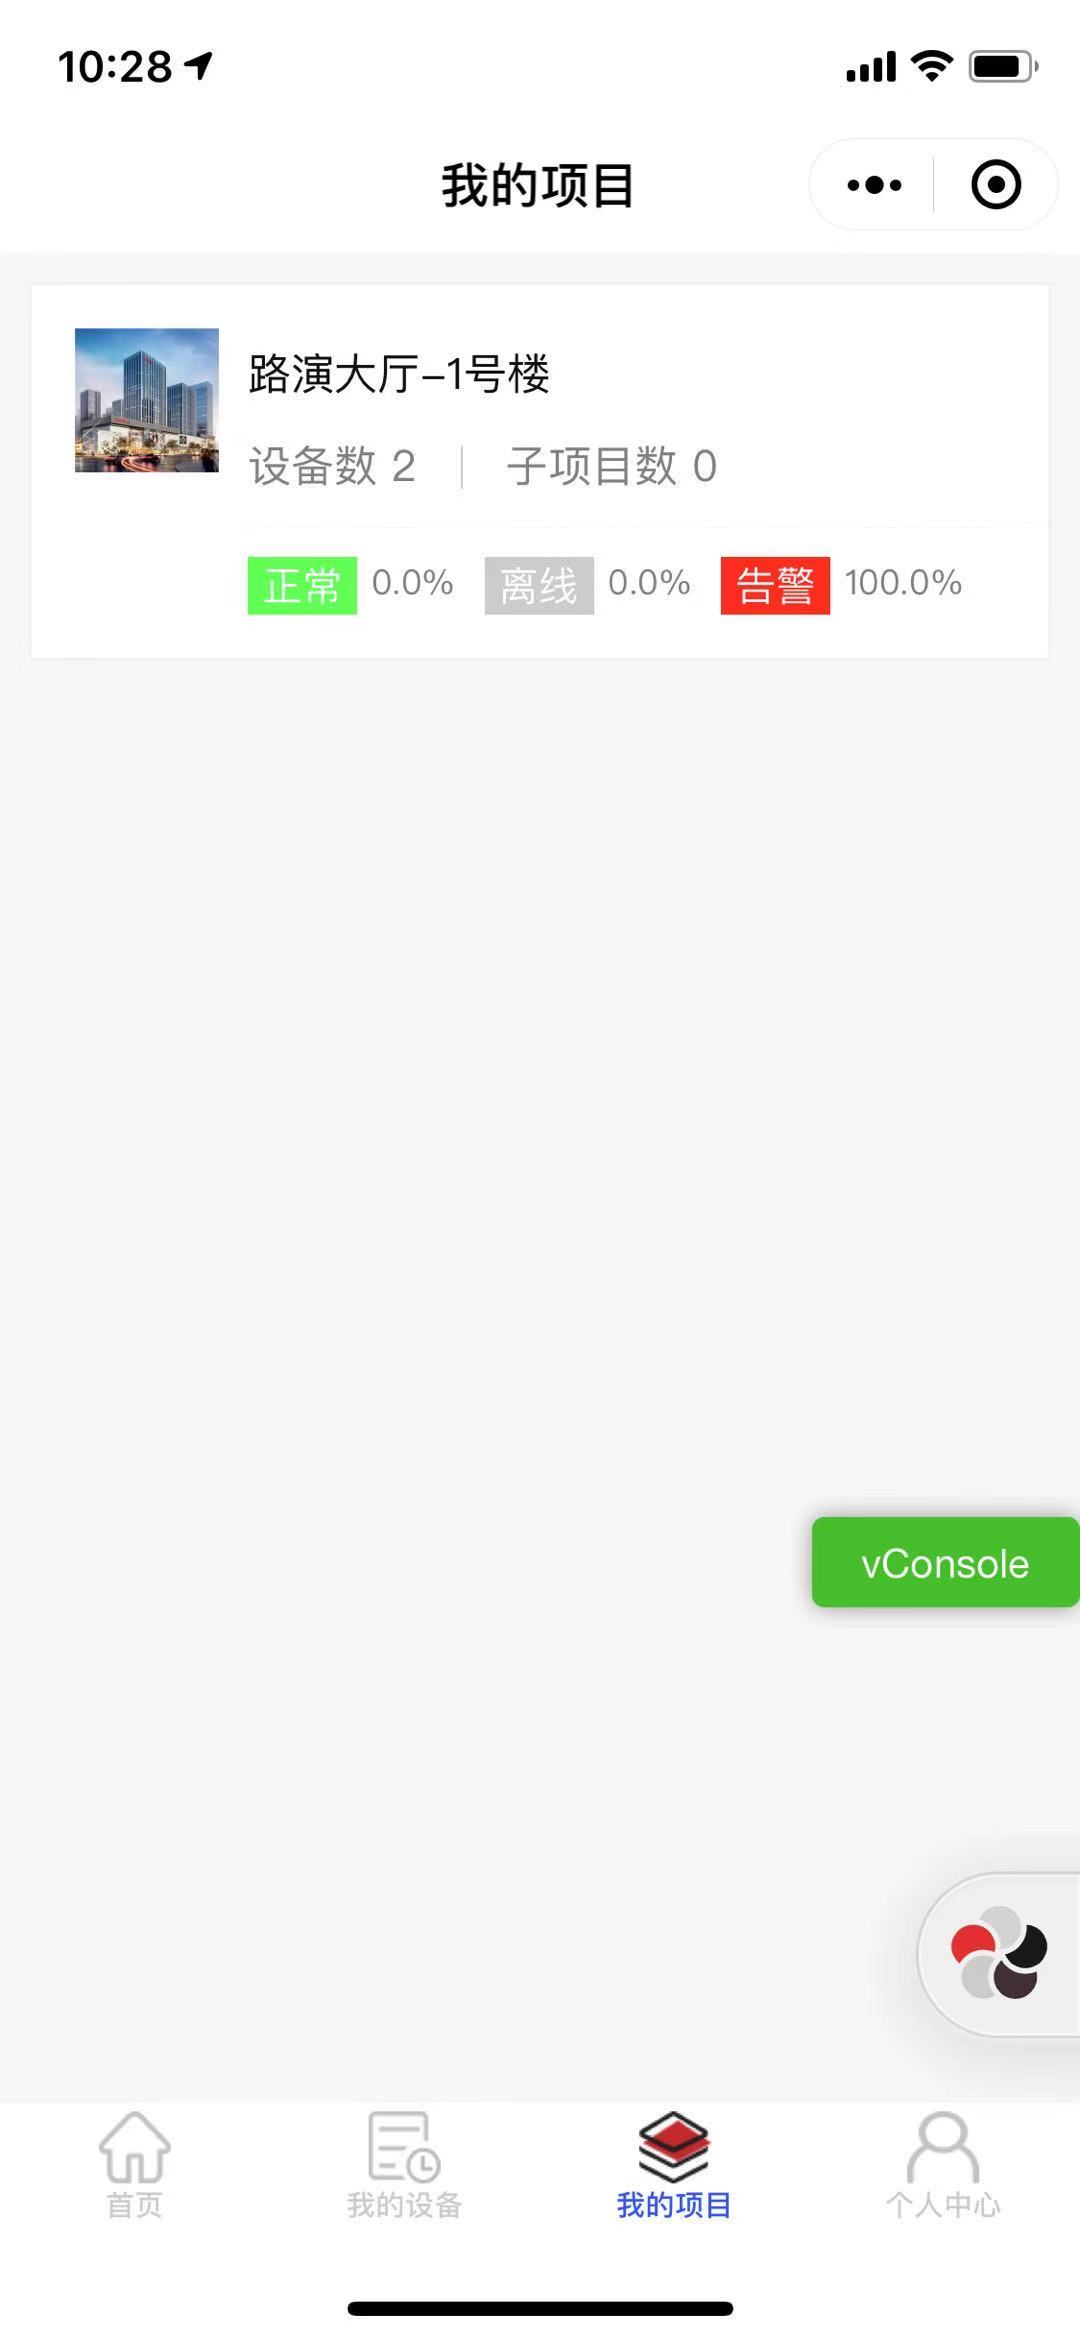 10:28
我的项目
路演大厅-1号楼
设备数 2 子项目数 0
正常 0.0% 离线 0.0% 告警 100.0%
vConsole
首页 我的设备 我的项目 个人中心